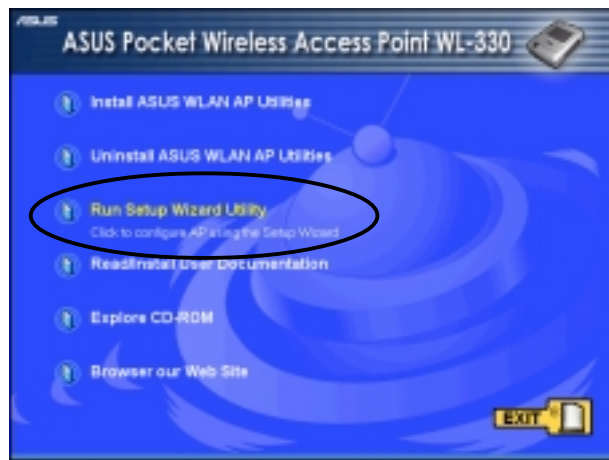 ASUS
ASUS Pocket Wireless Access Point WL-330
Install ASUS WLAN AP Utilities
Uninstall ASUS WLAN AP Utilities
Run Setup Wizard Utility
Click to configure AP using the Setup Wizard
Read/Install User Documentation
Explore CD-ROM
Browser our Web Site
EXIT